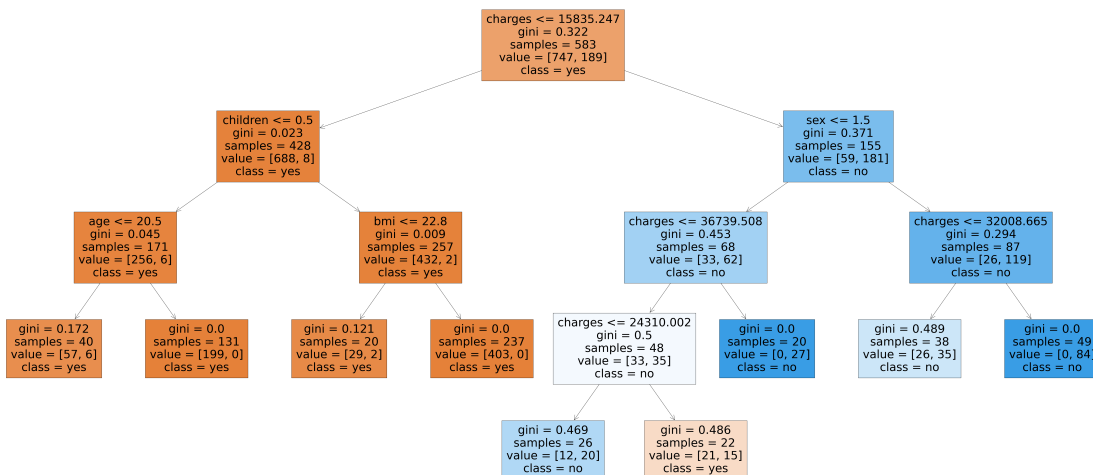 charges <= 15835.247
gini = 0.322
samples = 583
value = [747, 189]
class = yes
children <= 0.5
gini = 0.023
samples = 428
value = [688, 8]
class = yes
sex <= 1.5
gini = 0.371
samples = 155
value = [59, 181]
class = no
age <= 20.5
gini = 0.045
samples = 171
value = [256, 6]
class = yes
bmi <= 22.8
gini = 0.009
samples = 257
value = [432, 2]
class = yes
charges <= 36739.508
gini = 0.453
samples = 68
value = [33, 62]
class = no
charges <= 32008.665
gini = 0.294
samples = 87
value = [26, 119]
class = no
gini = 0.172
samples = 40
value = [57, 6]
class = yes
gini = 0.0
samples = 131
value = [199, 0]
class = yes
gini = 0.121
samples = 20
value = [29, 2]
class = yes
gini = 0.0
samples = 237
value = [403, 0]
class = yes
charges <= 24310.002
gini = 0.5
samples = 48
value = [33, 35]
class = no
gini = 0.0
samples = 20
value = [0, 27]
class = no
gini = 0.489
samples = 38
value = [26, 35]
class = no
gini = 0.0
samples = 49
value = [0, 84]
class = no
gini = 0.469
samples = 26
value = [12, 20]
class = no
gini = 0.486
samples = 22
value = [21, 15]
class = yes